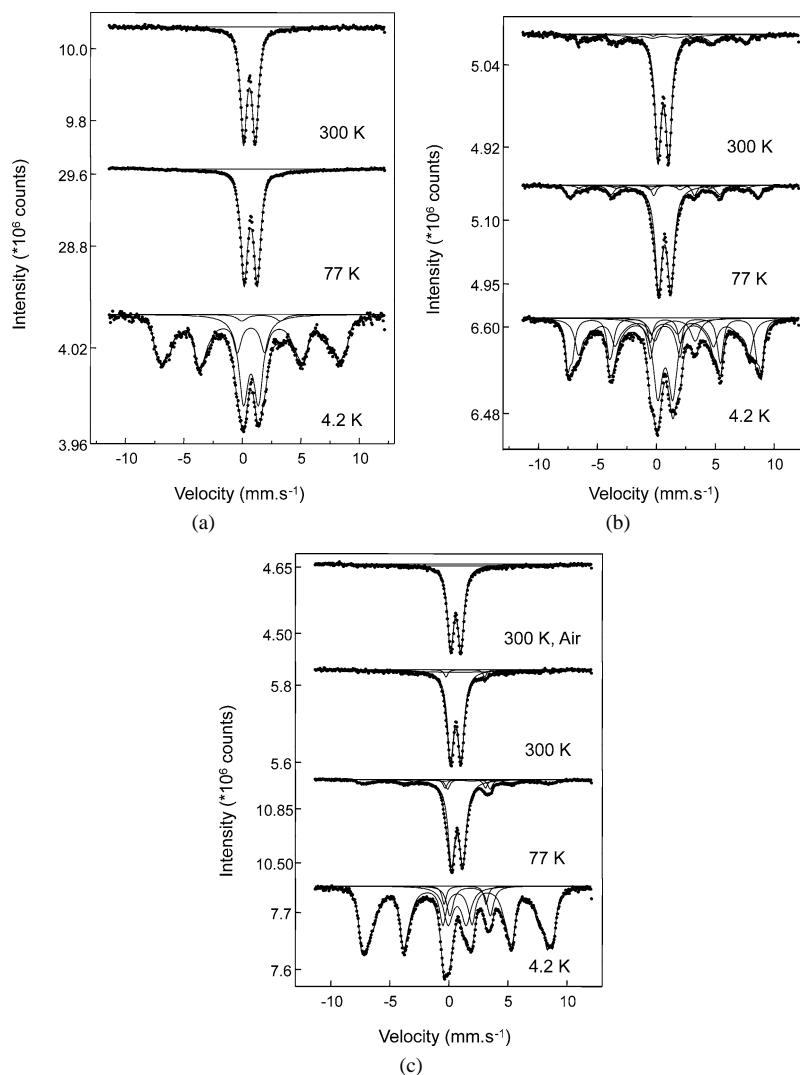 10.0
9.8
300 K
29.6
28.8
77 K
4.02
3.96
4.2 K
-10 -5 0 5 10
Velocity (mm.s-1)
Intensity (*10⁶ counts)
(a)
5.04
4.92
300 K
5.10
4.95
77 K
6.60
6.48
4.2 K
-10 -5 0 5 10
Velocity (mm.s-1)
Intensity (*10⁶ counts)
(b)
4.65
4.50
300 K, Air
5.8
5.6
300 K
10.85
10.50
77 K
7.7
7.6
4.2 K
-10 -5 0 5 10
Velocity (mm.s-1)
Intensity (*10⁶ counts)
(c)